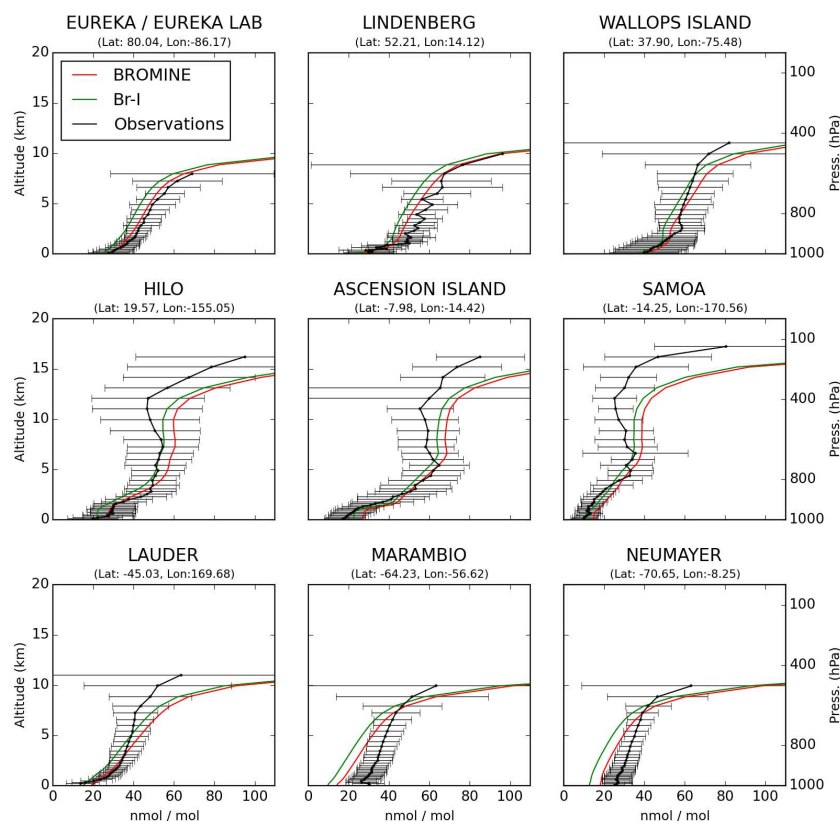 EUREKA / EUREKA LAB
(Lat: 80.04, Lon:-86.17)
LINDENBERG
(Lat: 52.21, Lon:14.12)
WALLOPS ISLAND
(Lat: 37.90, Lon:-75.48)
20
15
10
5
0
Altitude (km)
BROMINE
Br-I
Observations
100
400
800
1000
Press. (hPa)
HILO
(Lat: 19.57, Lon:-155.05)
ASCENSION ISLAND
(Lat: -7.98, Lon:-14.42)
SAMOA
(Lat: -14.25, Lon:-170.56)
20
15
10
5
0
Altitude (km)
100
400
800
1000
Press. (hPa)
LAUDER
(Lat: -45.03, Lon:169.68)
MARAMBIO
(Lat: -64.23, Lon:-56.62)
NEUMAYER
(Lat: -70.65, Lon:-8.25)
20
15
10
5
0
Altitude (km)
100
400
800
1000
Press. (hPa)
0 20 40 60 80 100
0 20 40 60 80 100
0 20 40 60 80 100
nmol / mol
nmol / mol
nmol / mol